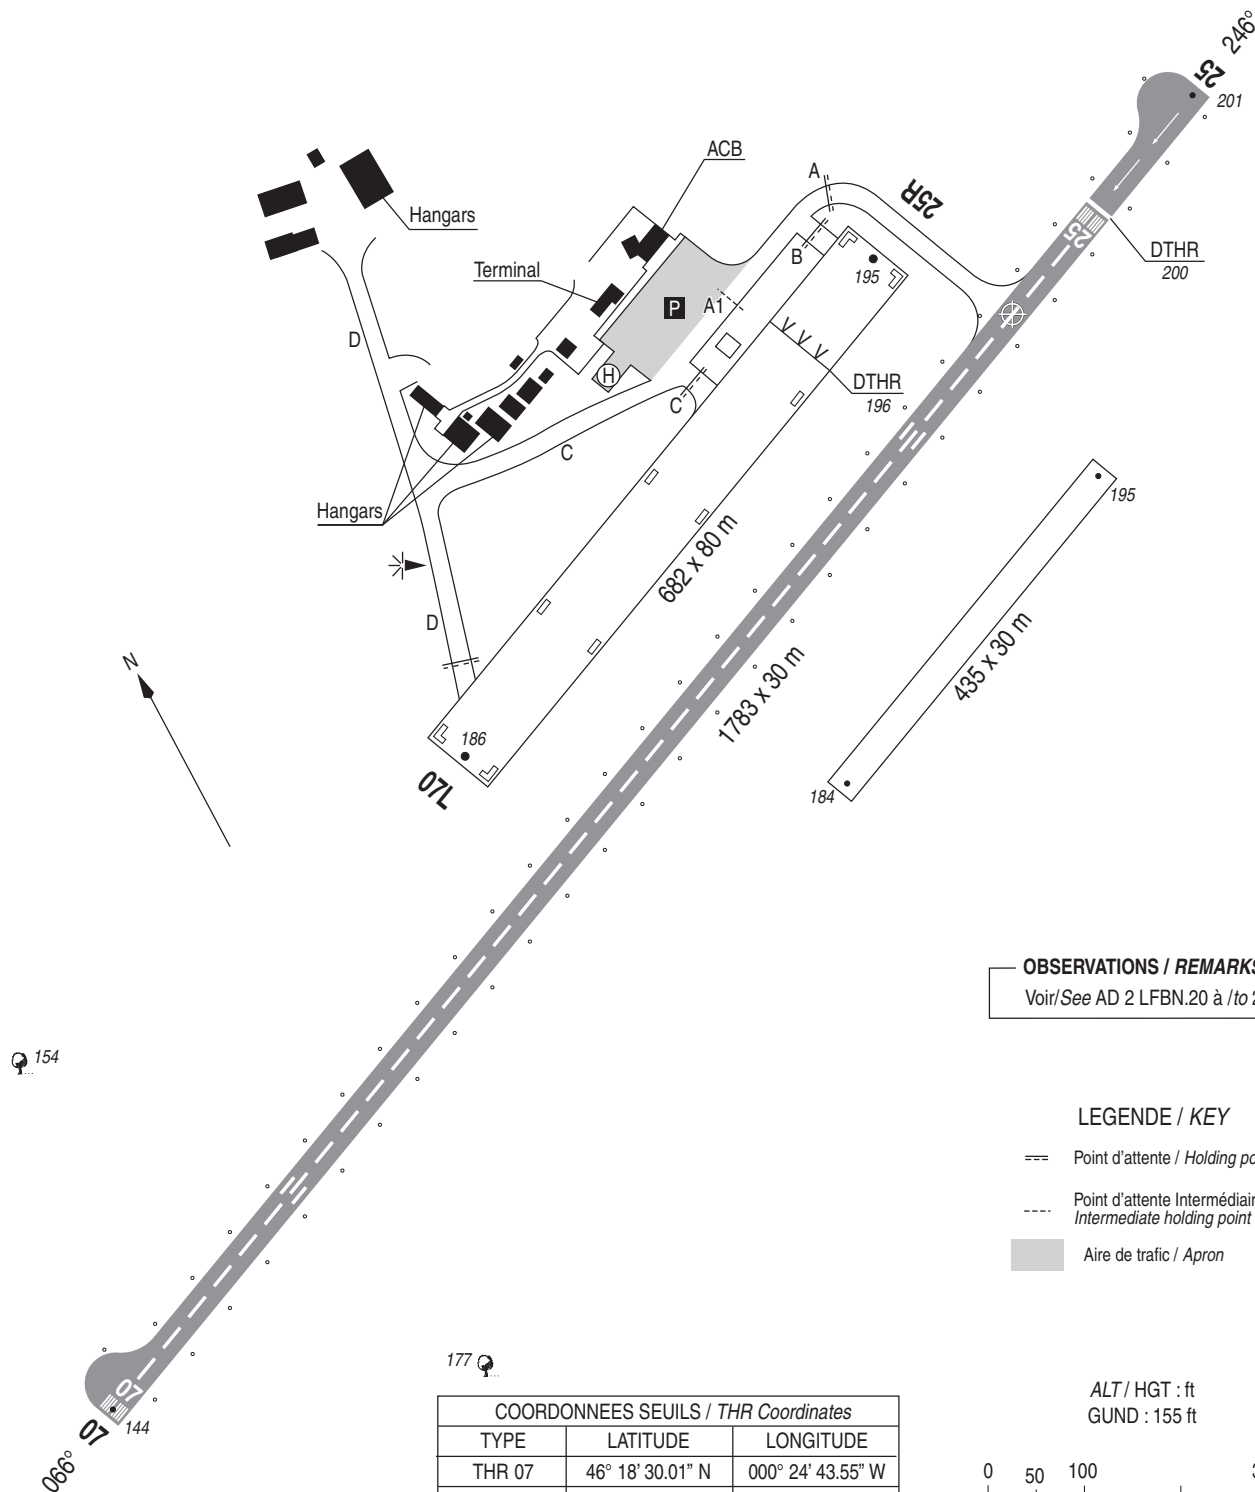 246°
25
201
ACB
A
25R
Hangars
25
DTHR
200
Terminal
B
195
P
A1
D
H
DTHR
196
C
C
Hangars
195
682 x 80 m
D
435 x 30 m
N
1783 x 30 m
186
07L
184
OBSERVATIONS / REMARKS
Voir/See AD 2 LFBN.20 à /to
154
LEGENDE / KEY
Point d'attente / Holding
Point d'attente
Intermediate holding point
Aire de trafic / Apron
177
07
144
07
066°
ALT / HGT : ft
GUND : 155 ft
COORDONNEES SEUILS / THR Coordinates
TYPE LATITUDE LONGITUDE
THR 07 46° 18' 30.01" N 000° 24' 43.55" W
0 50 100